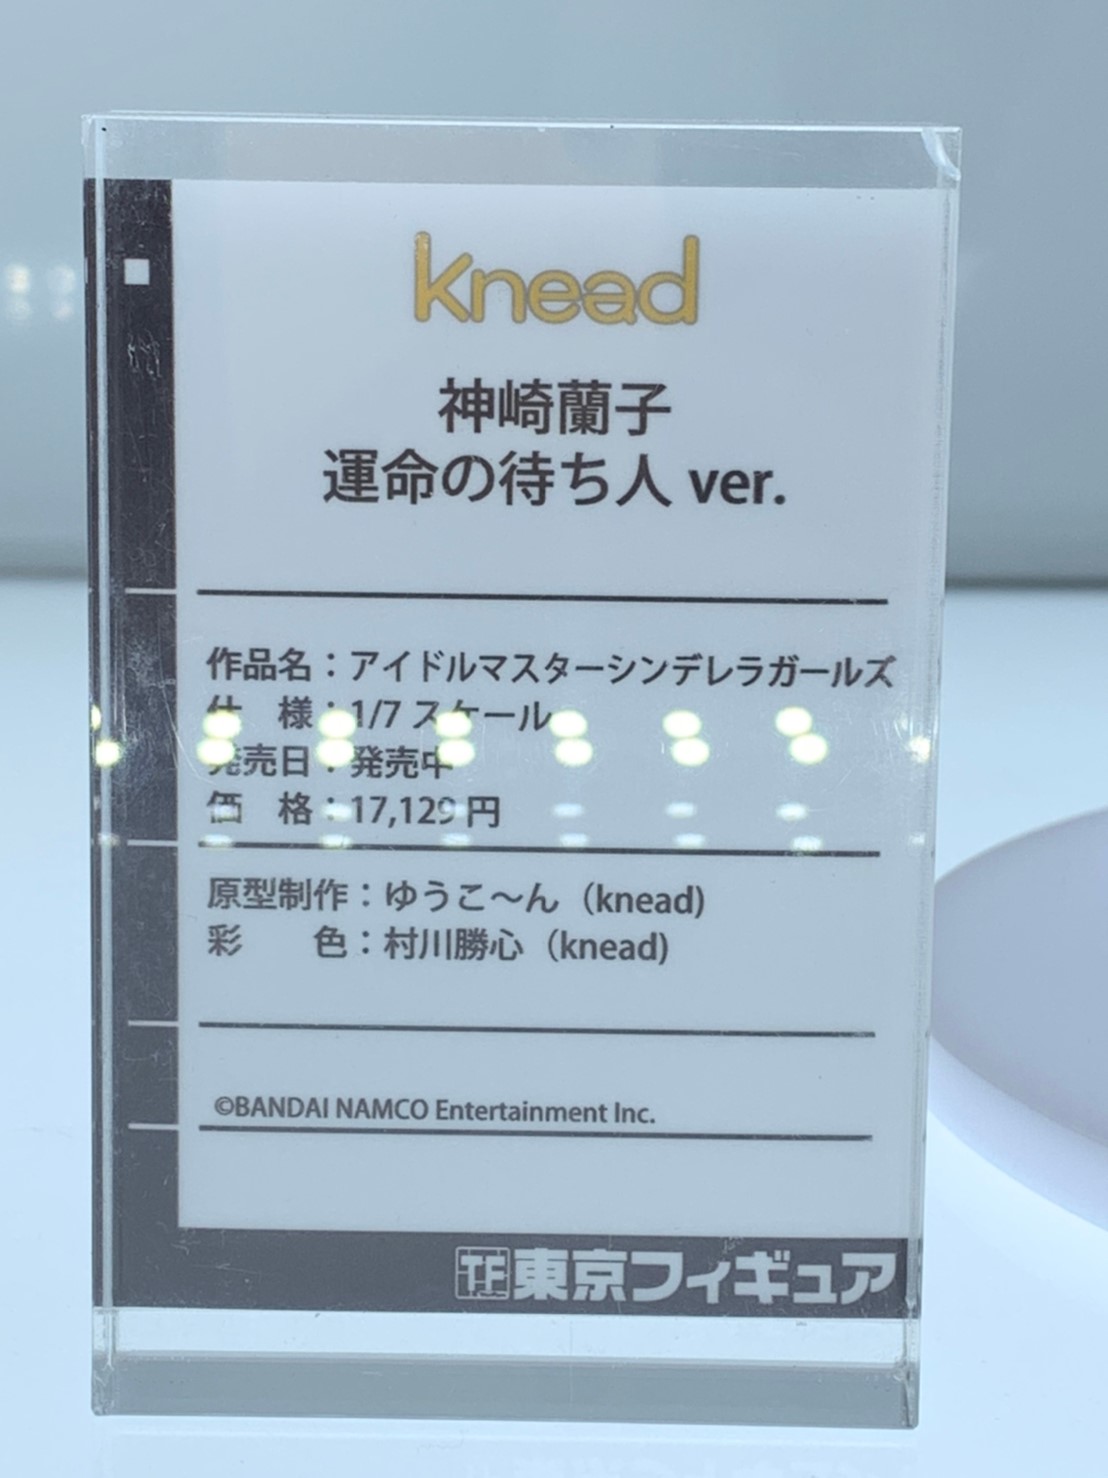 knead
神崎蘭子
運命の待ち人 ver.
作品名：アイドルマスターシンデレラガールズ
仕　様：1/7 スケール
発売日：発売中
価　格：17,129 円
原型制作：ゆうこ〜ん（knead)
彩　　色：村川勝心（knead)
©BANDAI NAMCO Entertainment Inc.
TF 東京フィギュア